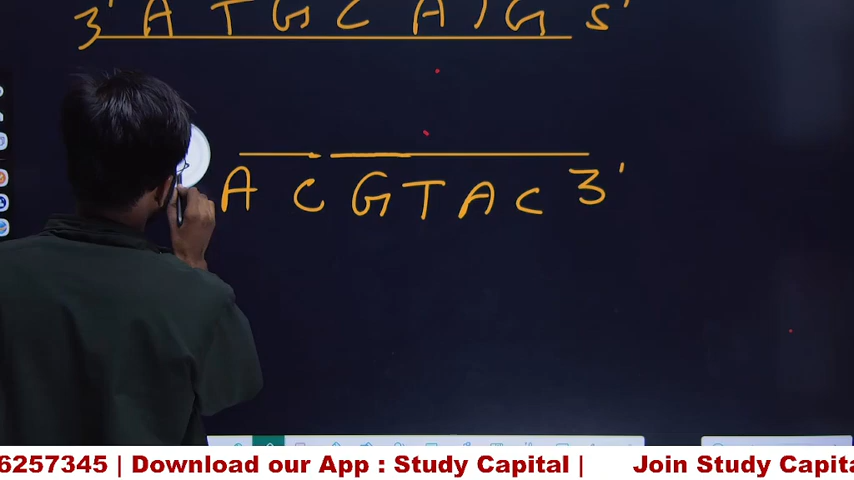 3' A T G C A T G 5'
A C G T A C 3'
6257345 | Download our App : Study Capital | Join Study Capita